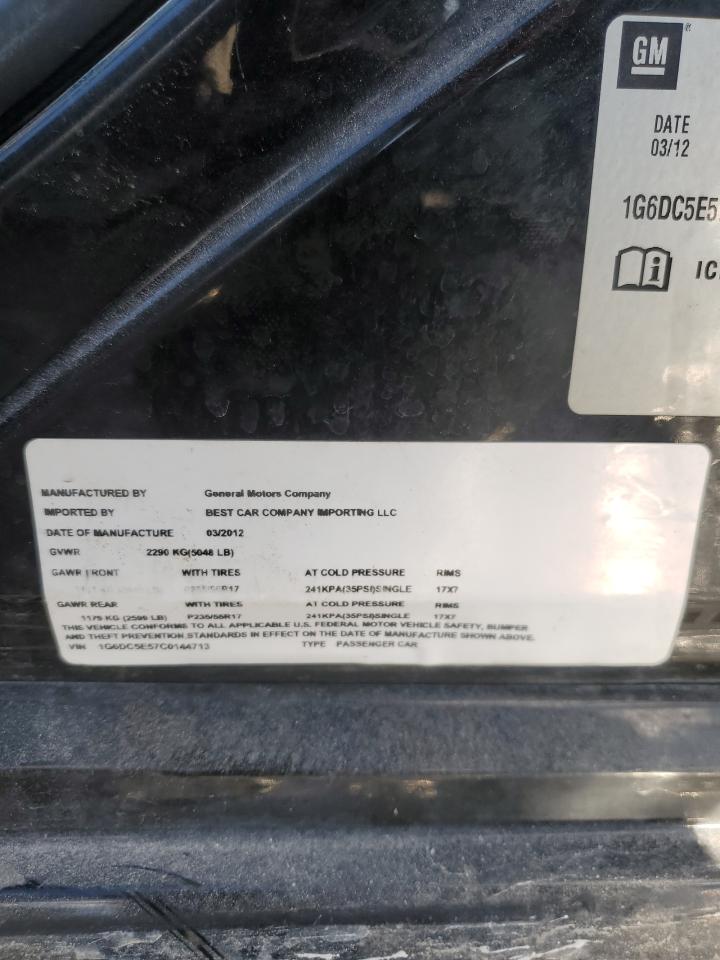 GM
DATE
03/12
1G6DC5E5
MANUFACTURED BY General Motors Company
IMPORTED BY BEST CAR COMPANY IMPORTING LLC
DATE OF MANUFACTURE 03/2012
GVWR 2290 KG(5048 LB)
GAWR FRONT WITH TIRES AT COLD PRESSURE RIMS
241KPA(35PSI)SINGLE 17X7
GAWR REAR WITH TIRES AT COLD PRESSURE RIMS
1179 KG (2599 LB) P235/55R17 241KPA(35PSI)SINGLE 17X7
THIS VEHICLE CONFORMS TO ALL APPLICABLE U.S. FEDERAL MOTOR VEHICLE SAFETY, BUMPER
AND THEFT PREVENTION STANDARDS IN EFFECT ON THE DATE OF MANUFACTURE SHOWN ABOVE.
VIN 1G6DC5E57C0144713 TYPE PASSENGER CAR